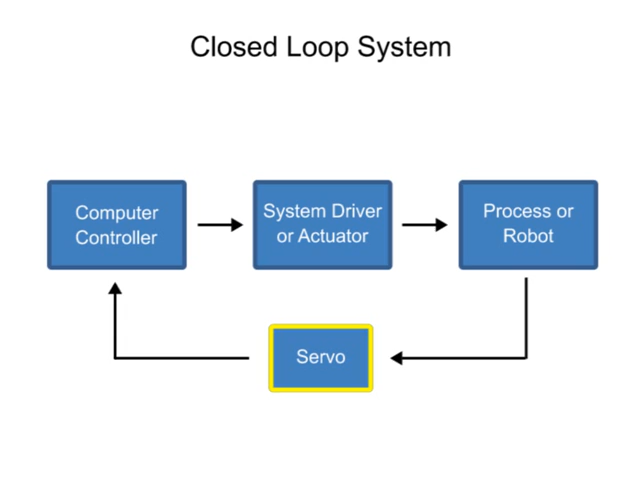 Closed Loop System
Computer
Controller
System Driver
or Actuator
Process or
Robot
Servo